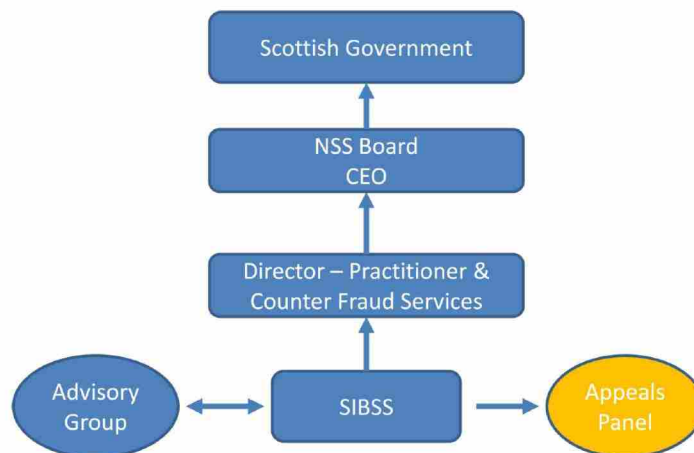 Scottish Government
NSS Board
CEO
Director – Practitioner &
Counter Fraud Services
Advisory
Group
SIBSS
Appeals
Panel